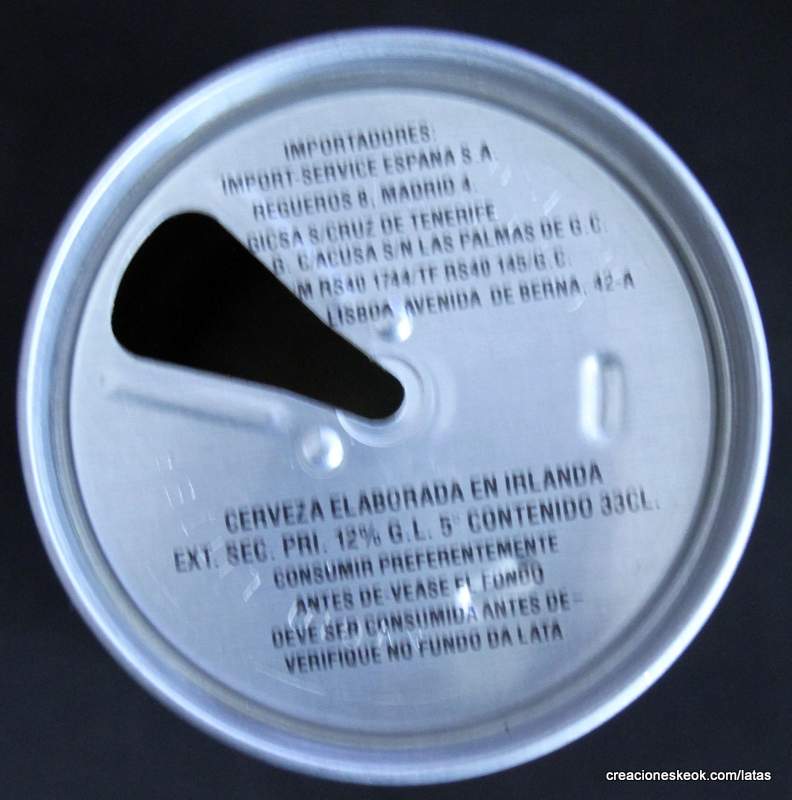 IMPORTADORES:
IMPORT-SERVICE ESPANA S.A.
REGUEROS 8, MADRID 4.
GICSA S/CRUZ DE TENERIFE
G. C/ACUSA S/N LAS PALMAS DE G.C.
M RS40 1744/TF RS40 145/G.C.
LISBOA AVENIDA DE BERNA, 42-A
CERVEZA ELABORADA EN IRLANDA
EXT. SEC. PRI. 12% G.L. 5° CONTENIDO 33CL.
CONSUMIR PREFERENTEMENTE
ANTES DE-VEASE EL FONDO
DEVE SER CONSUMIDA ANTES DE-
VERIFIQUE NO FUNDO DA LATA
creacioneskeok.com/latas